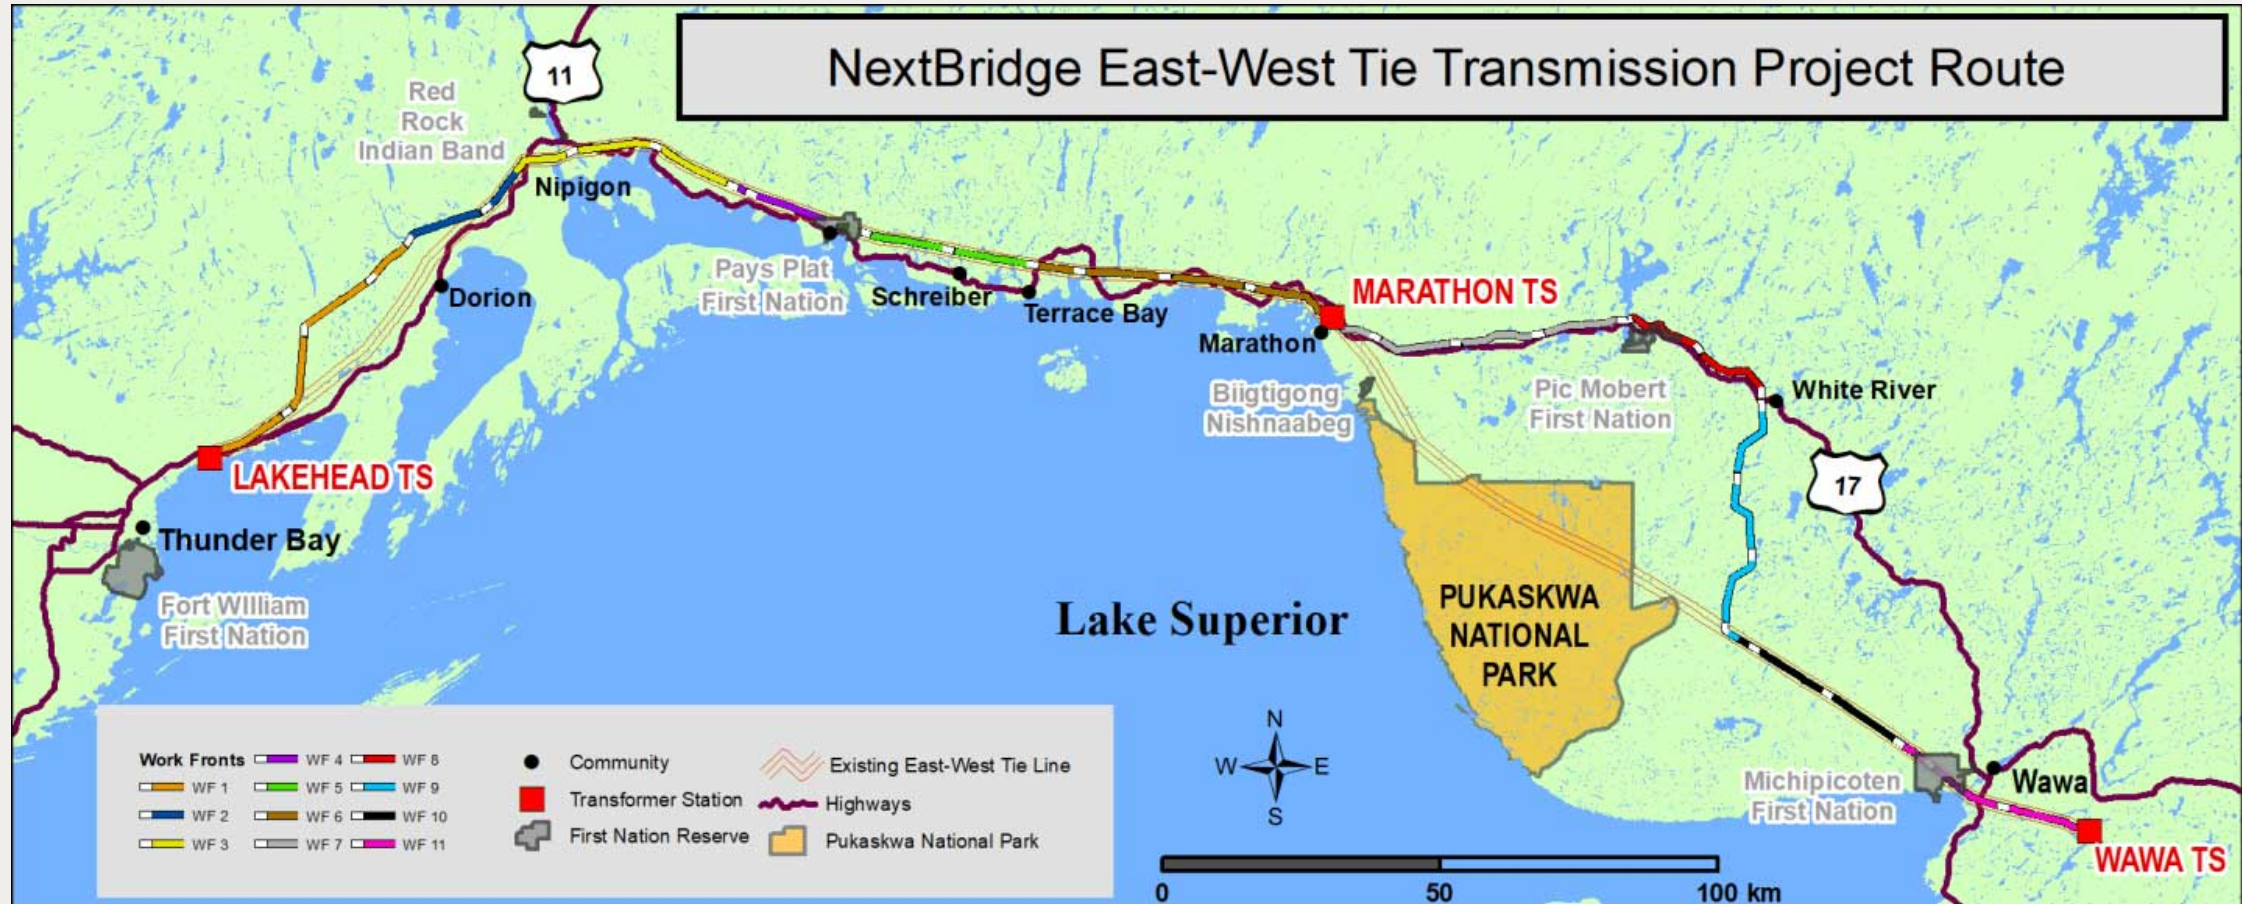 NextBridge East-West Tie Transmission Project Route
11
Red
Rock
Indian Band
Nipigon
Dorion
Pays Plat
First Nation
Schreiber
Terrace Bay
MARATHON TS
Marathon
Biigtigong
Nishnaabeg
Pic Mobert
First Nation
White River
17
LAKEHEAD TS
Thunder Bay
Fort WIlliam
First Nation
Lake Superior
PUKASKWA
NATIONAL
PARK
Michipicoten
First Nation
Wawa
WAWA TS
Work Fronts
WF 1
WF 2
WF 3
WF 4
WF 5
WF 6
WF 7
WF 8
WF 9
WF 10
WF 11
Community
Transformer Station
First Nation Reserve
Existing East-West Tie Line
Highways
Pukaskwa National Park
N
W E
S
0 50 100 km